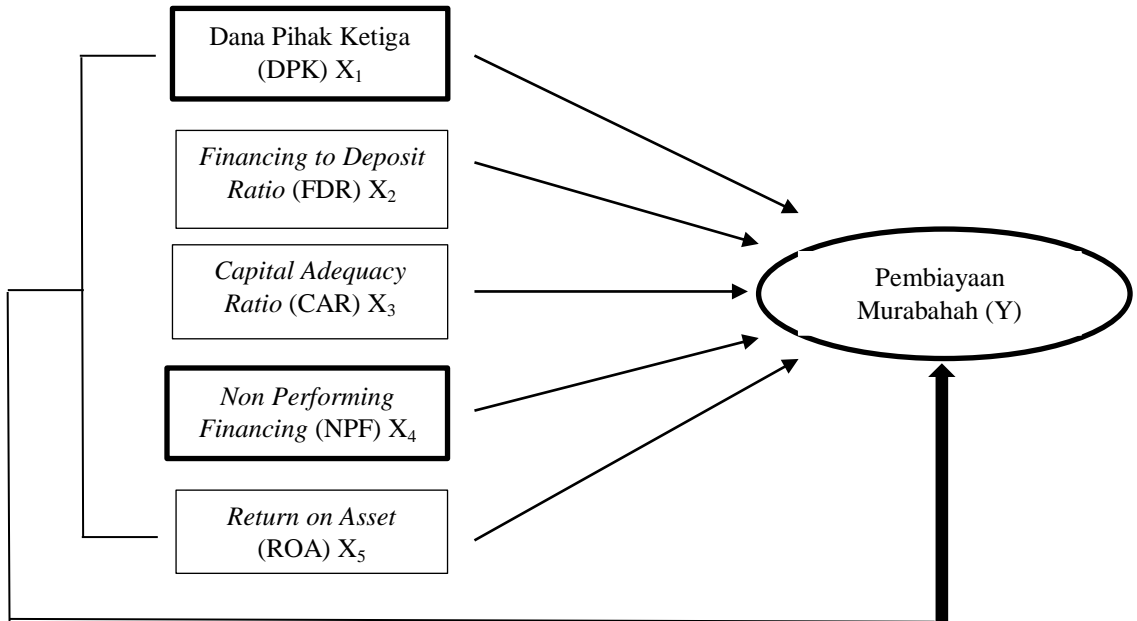 Dana Pihak Ketiga
(DPK) X₁
Financing to Deposit
Ratio (FDR) X₂
Capital Adequacy
Ratio (CAR) X₃
Non Performing
Financing (NPF) X₄
Return on Asset
(ROA) X₅
Pembiayaan
Murabahah (Y)